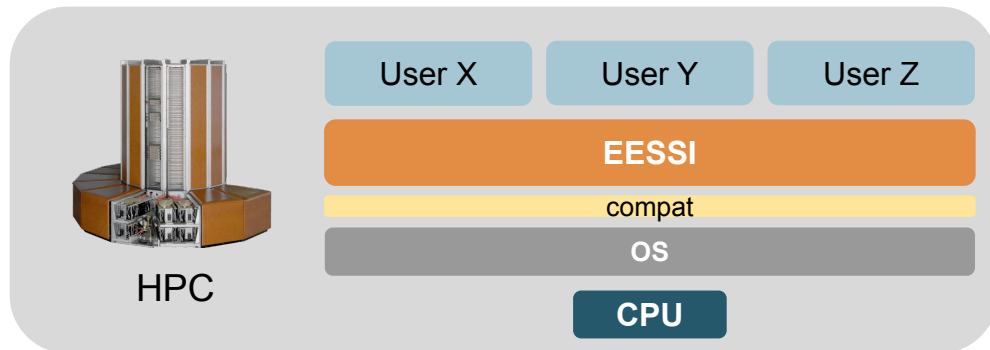 User X
User Y
User Z
EESSI
compat
OS
CPU
HPC